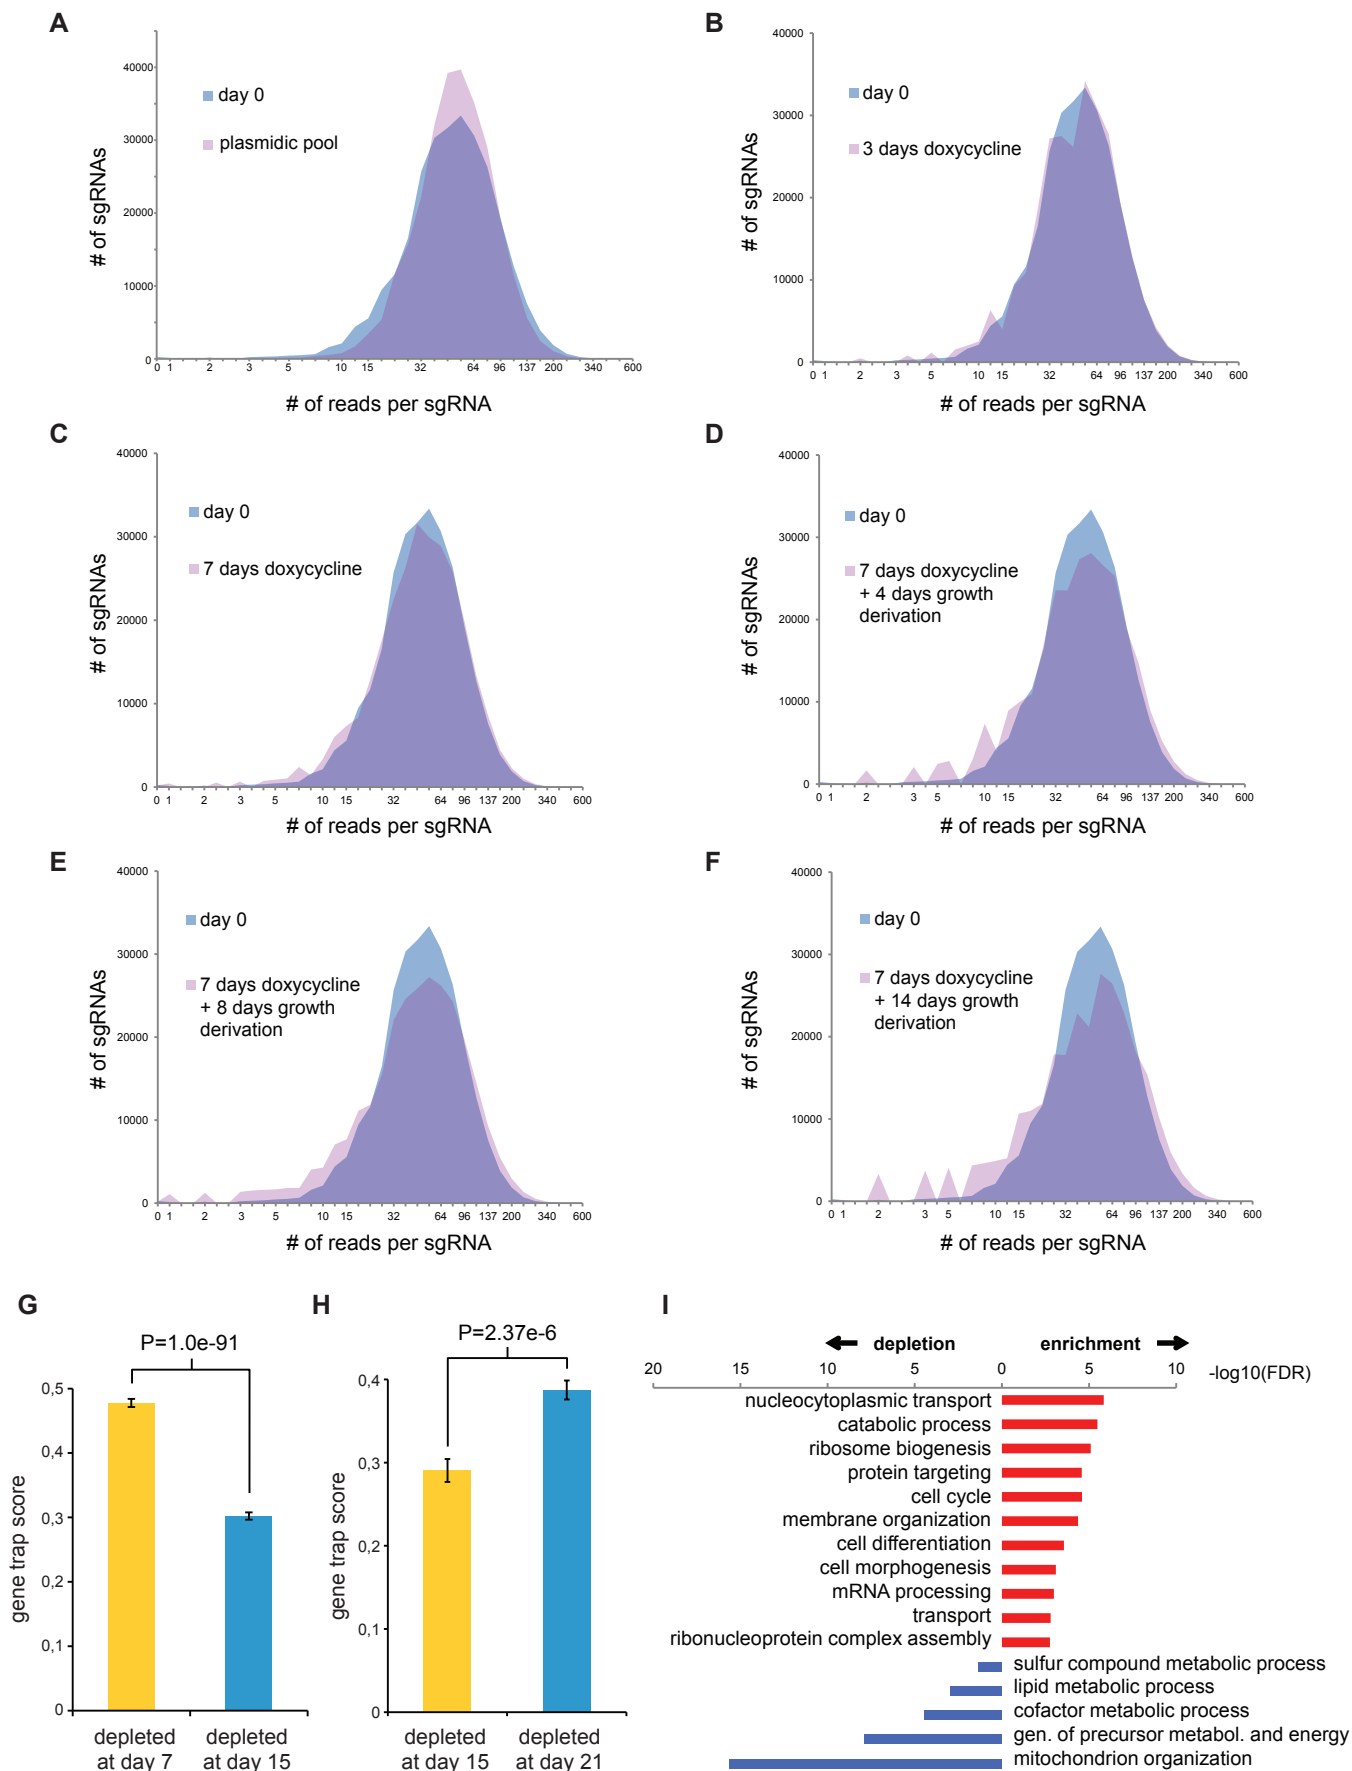 A
40000
30000
20000
10000
0
# of sgRNAs
day 0
plasmidic pool
0 1 2 3 5 10 15 32 64 96 137 200 340 600
# of reads per sgRNA
B
40000
30000
20000
10000
0
# of sgRNAs
day 0
3 days doxycycline
0 1 2 3 5 10 15 32 64 96 137 200 340 600
# of reads per sgRNA
C
40000
30000
20000
10000
0
# of sgRNAs
day 0
7 days doxycycline
0 1 2 3 5 10 15 32 64 96 137 200 340 600
# of reads per sgRNA
D
40000
30000
20000
10000
0
# of sgRNAs
day 0
7 days doxycycline
+ 4 days growth
derivation
0 1 2 3 5 10 15 32 64 96 137 200 340 600
# of reads per sgRNA
E
40000
30000
20000
10000
0
# of sgRNAs
day 0
7 days doxycycline
+ 8 days growth
derivation
0 1 2 3 5 10 15 32 64 96 137 200 340 600
# of reads per sgRNA
F
40000
30000
20000
10000
0
# of sgRNAs
day 0
7 days doxycycline
+ 14 days growth
derivation
0 1 2 3 5 10 15 32 64 96 137 200 340 600
# of reads per sgRNA
G
P=1.0e-91
0,5
0,4
0,3
0,2
0,1
0
gene trap score
depleted
at day 7
depleted
at day 15
H
P=2.37e-6
0,4
0,3
0,2
0,1
0
gene trap score
depleted
at day 15
depleted
at day 21
I
depletion enrichment
20 15 10 5 0 5 10 -log10(FDR)
nucleocytoplasmic transport
catabolic process
ribosome biogenesis
protein targeting
cell cycle
membrane organization
cell differentiation
cell morphogenesis
mRNA processing
transport
ribonucleoprotein complex assembly
sulfur compound metabolic process
lipid metabolic process
cofactor metabolic process
gen. of precursor metabol. and energy
mitochondrion organization